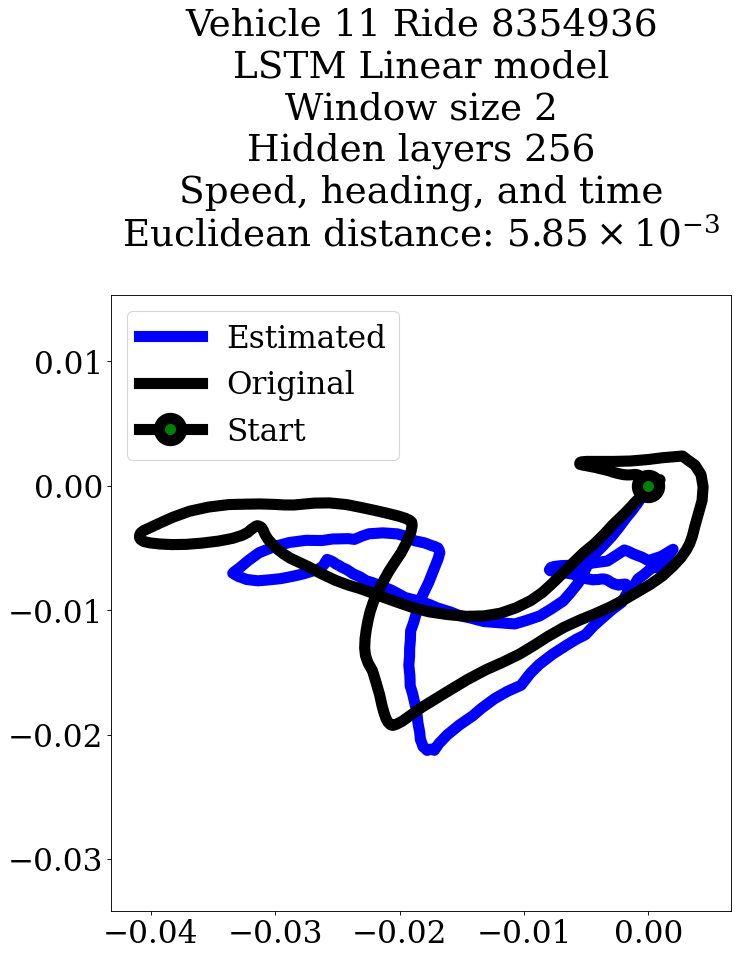 Vehicle 11 Ride 8354936
LSTM Linear model
Window size 2
Hidden layers 256
Speed, heading, and time
Euclidean distance: 5.85 × 10⁻³
Estimated
Original
Start
0.01
0.00
−0.01
−0.02
−0.03
−0.04 −0.03 −0.02 −0.01 0.00